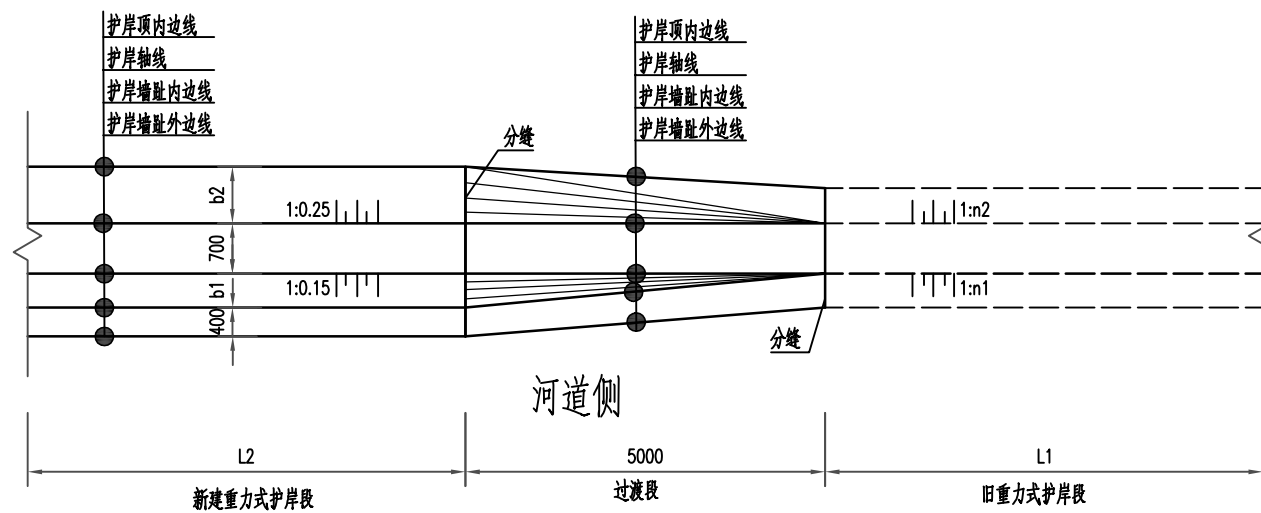 护岸顶内边线
护岸轴线
护岸墙趾内边线
护岸墙趾外边线
护岸顶内边线
护岸轴线
护岸墙趾内边线
护岸墙趾外边线
分缝
b2
1:0.25
1:n2
700
b1
1:0.15
1:n1
400
分缝
河道侧
L2
5000
L1
新建重力式护岸段
过渡段
旧重力式护岸段